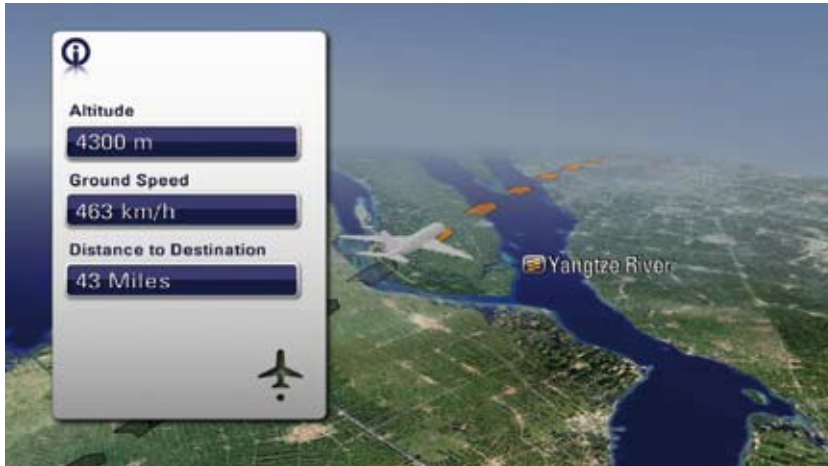 Altitude
4300 m
Ground Speed
463 km/h
Distance to Destination
43 Miles
Yangtze River